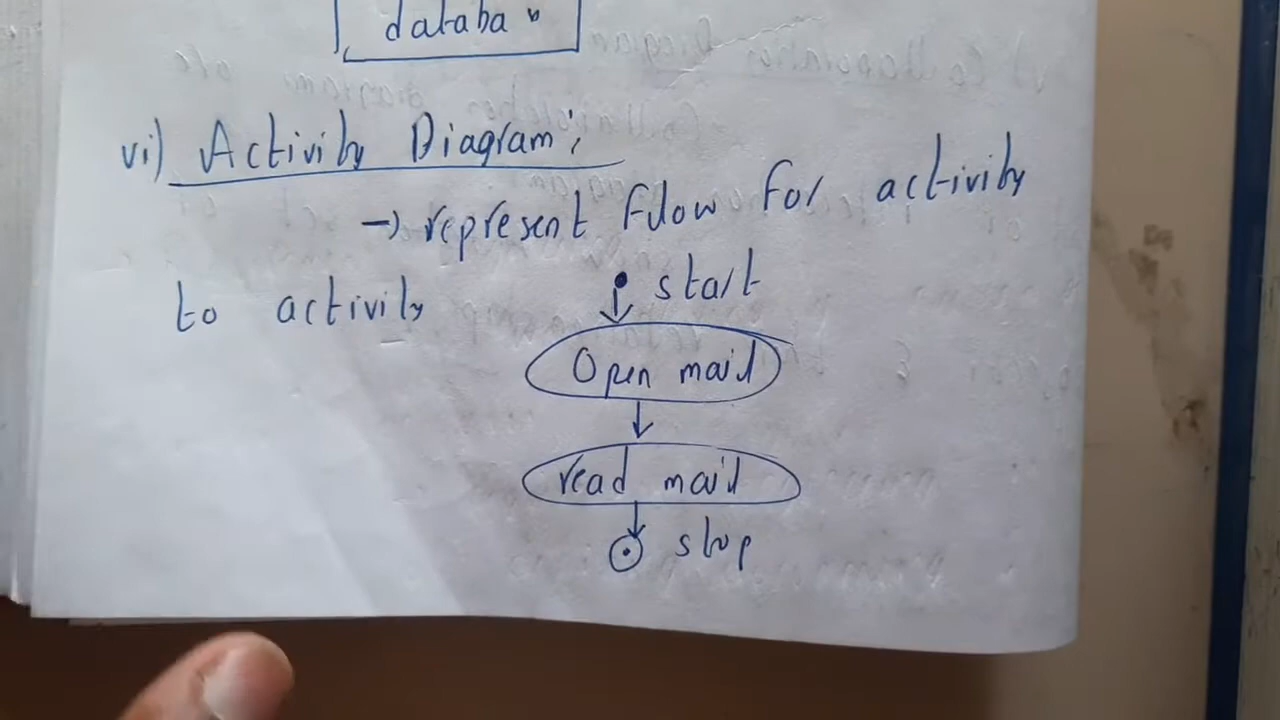 databa
vi) Activity Diagram:
→ represent flow for activity
to activity
start
Open mail
read mail
stop